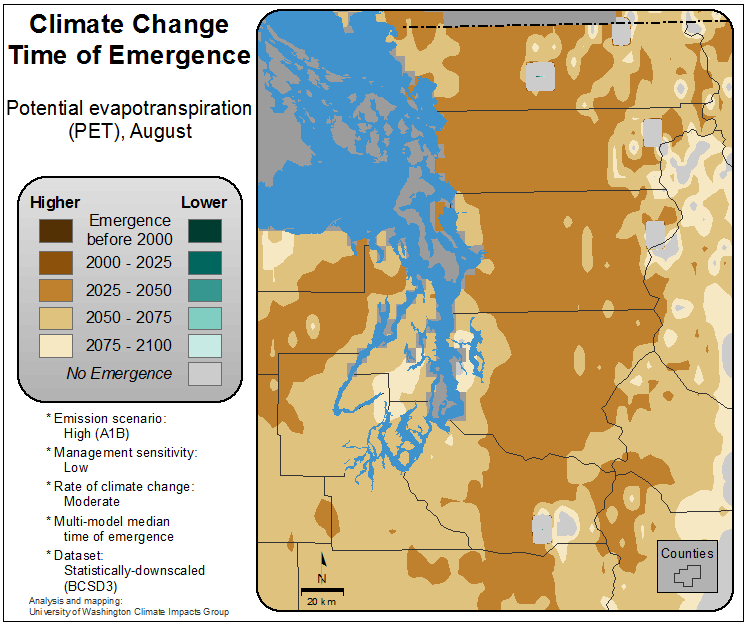 Climate Change
Time of Emergence
Potential evapotranspiration
(PET), August
Higher
Lower
Emergence
before 2000
2000 - 2025
2025 - 2050
2050 - 2075
2075 - 2100
No Emergence
* Emission scenario:
High (A1B)
* Management sensitivity:
Low
* Rate of climate change:
Moderate
* Multi-model median
time of emergence
* Dataset:
Statistically-downscaled
(BCSD3)
Analysis and mapping:
University of Washington Climate Impacts Group
N
20 km
Counties